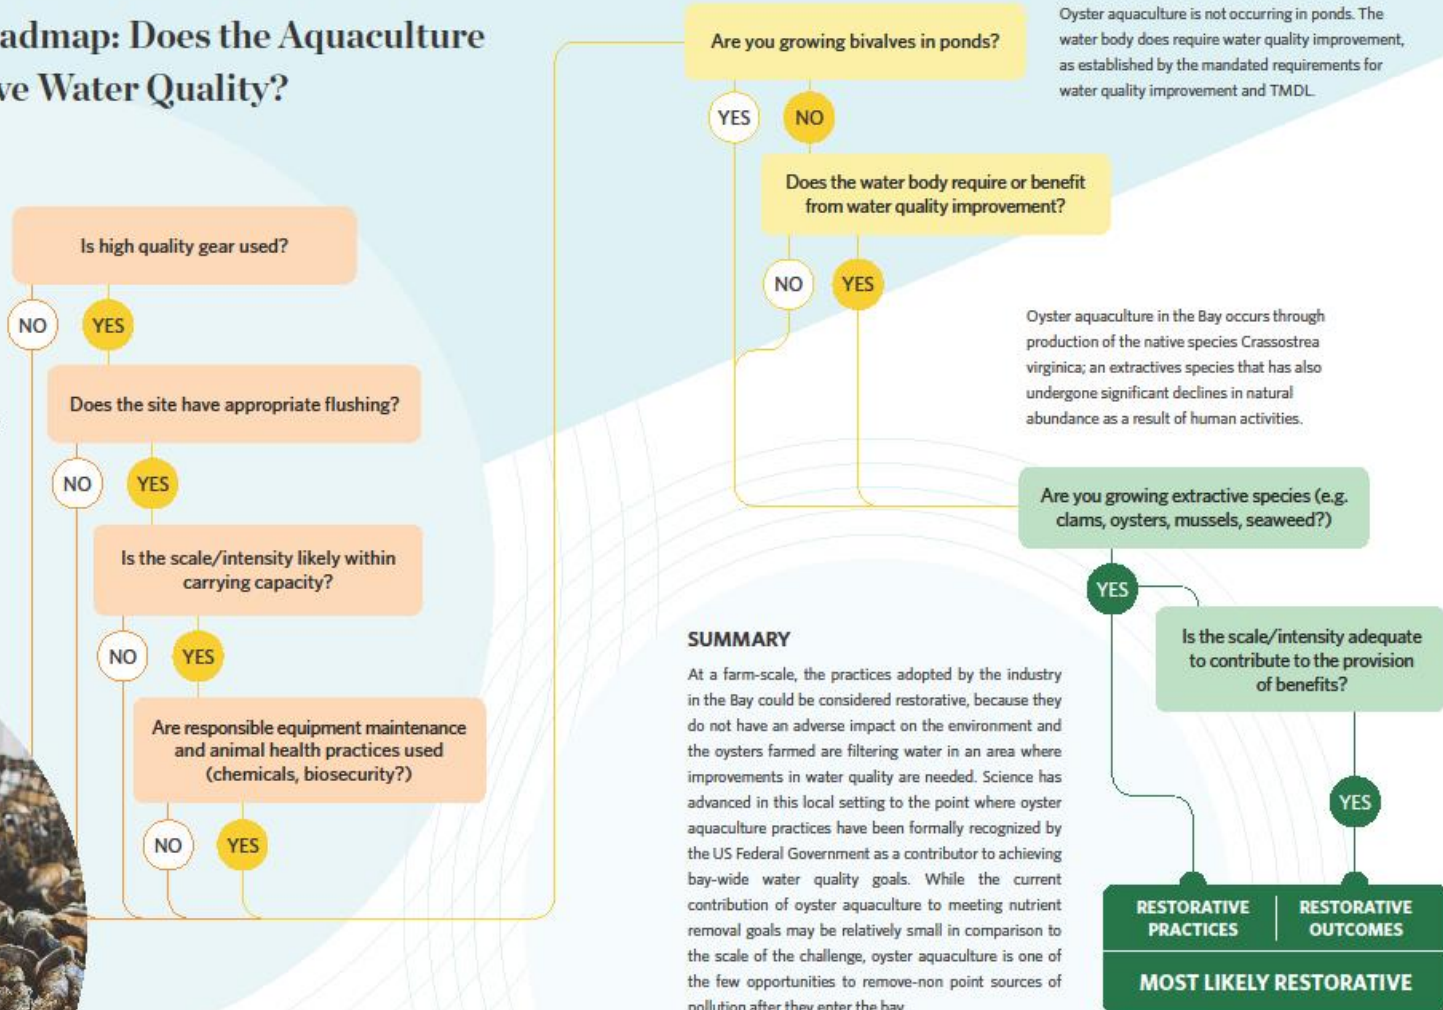 admap: Does the Aquaculture
ve Water Quality?
Is high quality gear used?
NO
YES
Does the site have appropriate flushing?
NO
YES
Is the scale/intensity likely within
carrying capacity?
NO
YES
Are responsible equipment maintenance
and animal health practices used
(chemicals, biosecurity?)
NO
YES
Are you growing bivalves in ponds?
YES
NO
Oyster aquaculture is not occurring in ponds. The
water body does require water quality improvement,
as established by the mandated requirements for
water quality improvement and TMDL.
Does the water body require or benefit
from water quality improvement?
NO
YES
Oyster aquaculture in the Bay occurs through
production of the native species Crassostrea
virginica; an extractives species that has also
undergone significant declines in natural
abundance as a result of human activities.
Are you growing extractive species (e.g.
clams, oysters, mussels, seaweed?)
YES
Is the scale/intensity adequate
to contribute to the provision
of benefits?
YES
SUMMARY
At a farm-scale, the practices adopted by the industry
in the Bay could be considered restorative, because they
do not have an adverse impact on the environment and
the oysters farmed are filtering water in an area where
improvements in water quality are needed. Science has
advanced in this local setting to the point where oyster
aquaculture practices have been formally recognized by
the US Federal Government as a contributor to achieving
bay-wide water quality goals. While the current
contribution of oyster aquaculture to meeting nutrient
removal goals may be relatively small in comparison to
the scale of the challenge, oyster aquaculture is one of
the few opportunities to remove-non point sources of
pollution after they enter the bay
RESTORATIVE
PRACTICES
RESTORATIVE
OUTCOMES
MOST LIKELY RESTORATIVE